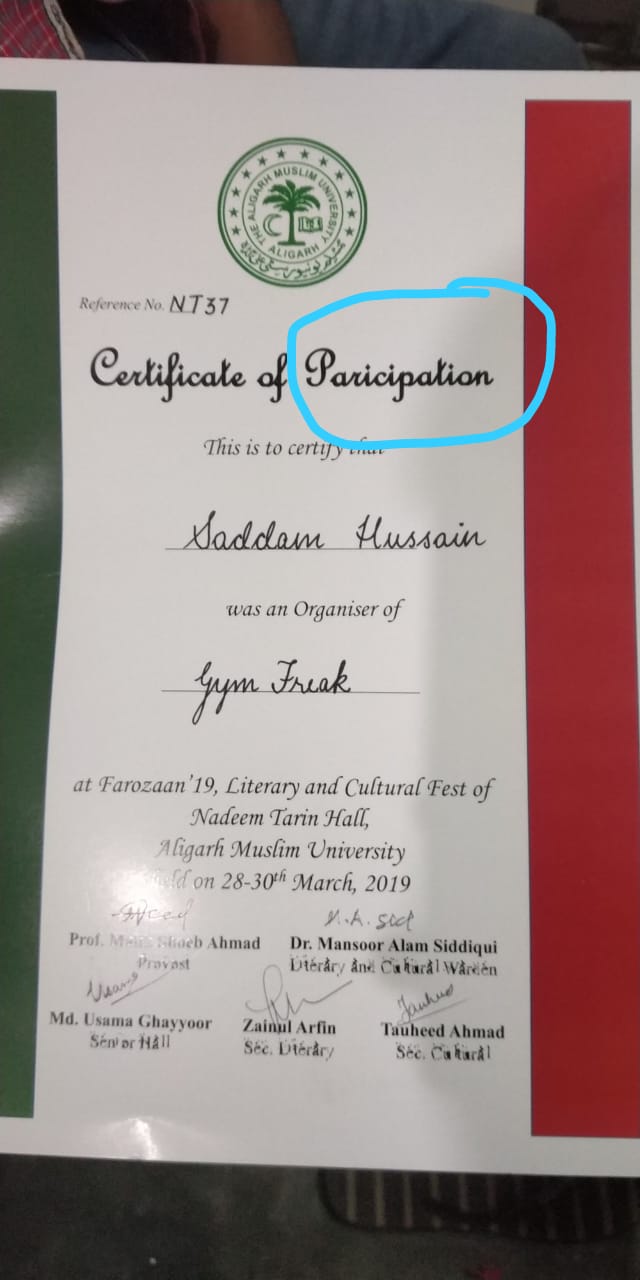 THE ALIGARH MUSLIM UNIVERSITY
ALIGARH
Reference No. NT37
Certificate of Paricipation
This is to certify that
Saddam Hussain
was an Organiser of
Gym Freak
at Farozaan'19, Literary and Cultural Fest of
Nadeem Tarin Hall,
Aligarh Muslim University
held on 28-30th March, 2019
Prof. Shoeb Ahmad
Dr. Mansoor Alam Siddiqui
Provost
Literary and Cultural Warden
Md. Usama Ghayyoor
Zainul Arfin
Tauheed Ahmad
Senior Hall
Sec. Literary
Sec. Cultural